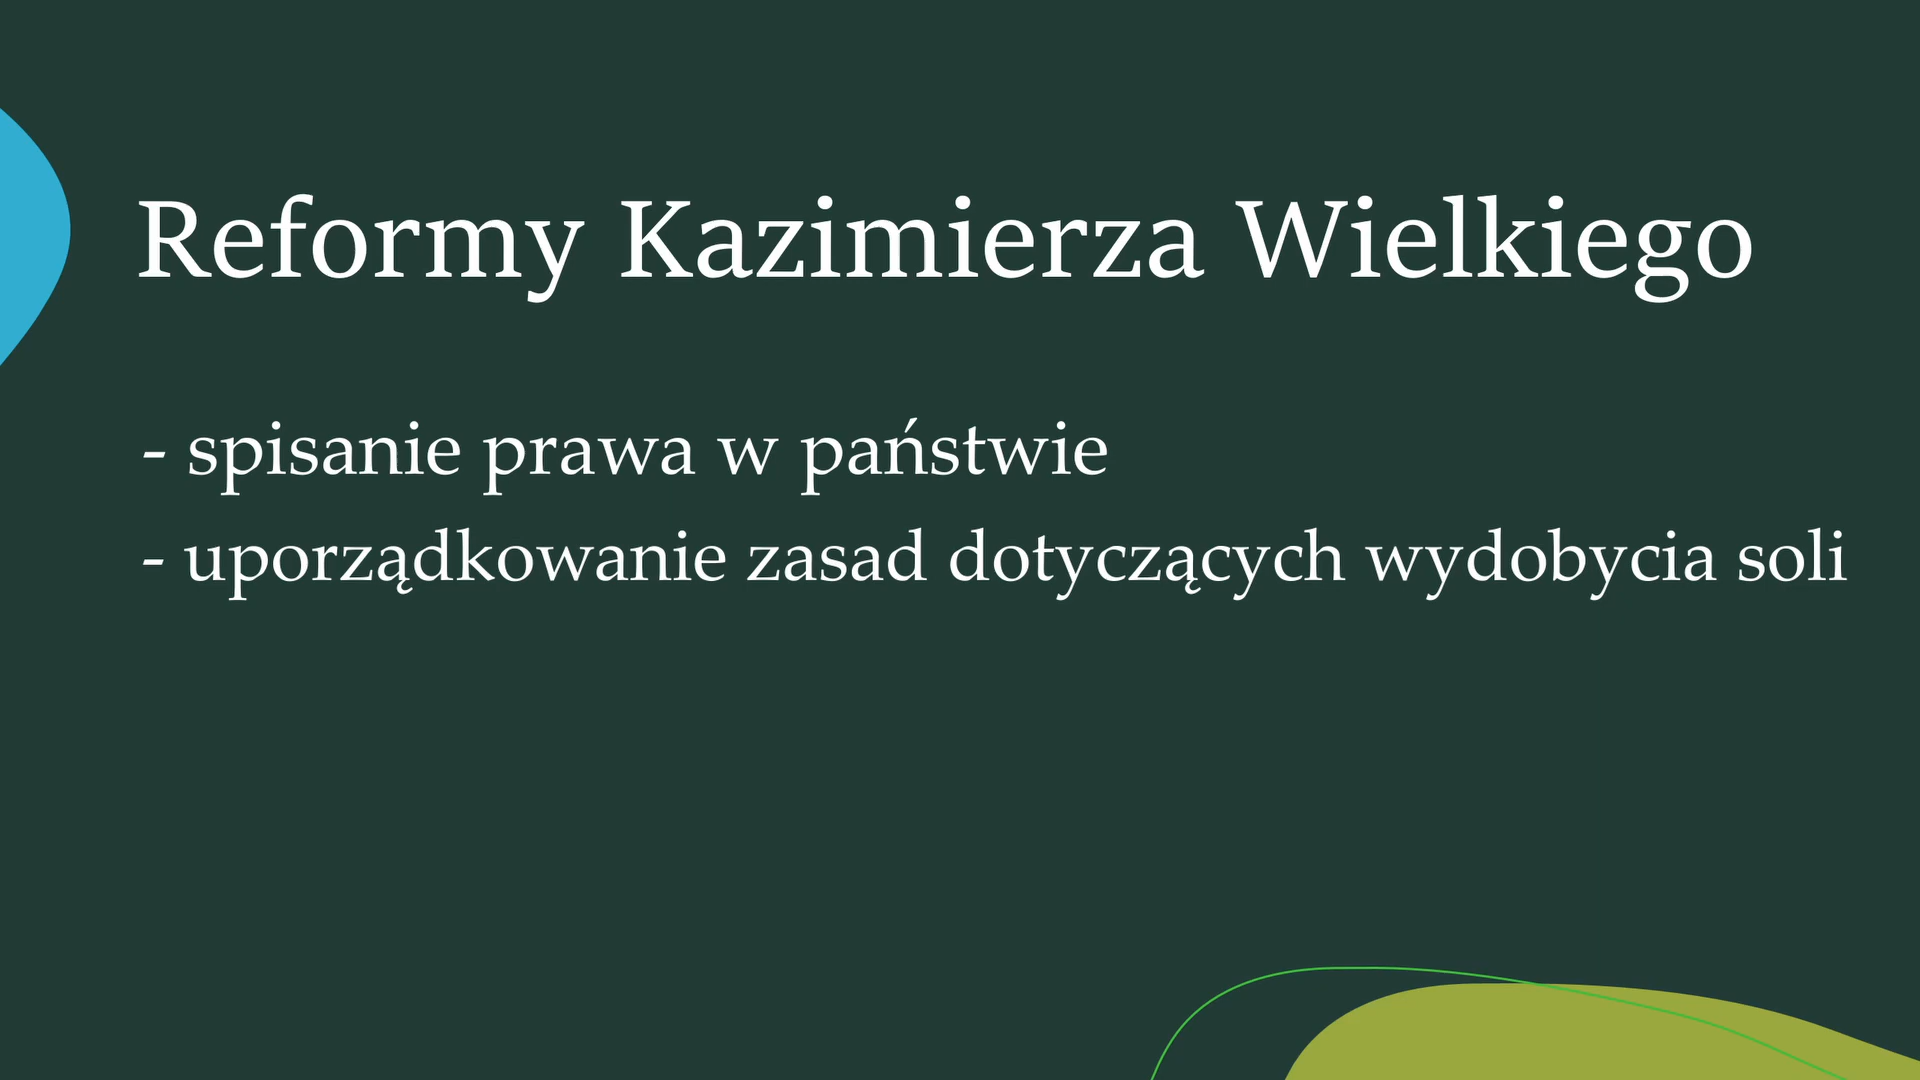 Reformy Kazimierza Wielkiego
- spisanie prawa w państwie
- uporządkowanie zasad dotyczących wydobycia soli